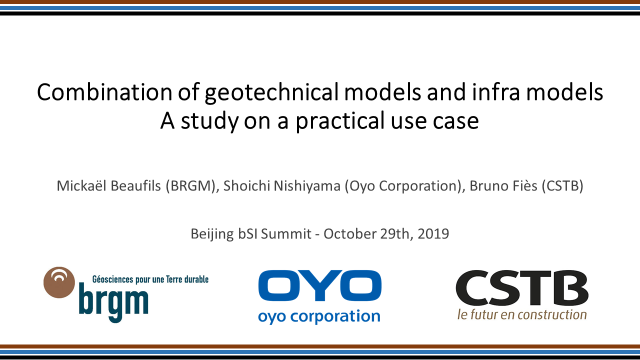 Combination of geotechnical models and infra models
A study on a practical use case
Mickaël Beaufils (BRGM), Shoichi Nishiyama (Oyo Corporation), Bruno Fiès (CSTB)
Beijing bSI Summit - October 29th, 2019
Géosciences pour une Terre durable
brgm
OYO
oyo corporation
CSTB
le futur en construction